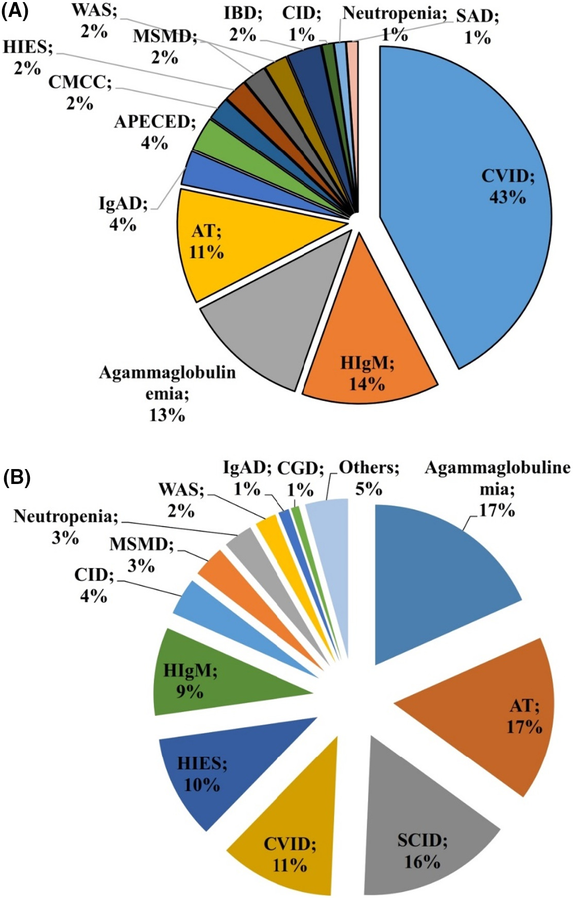 (A)
WAS;
2%
IBD;
2%
CID;
1%
Neutropenia;
1%
SAD;
1%
MSMD;
2%
HIES;
2%
CMCC;
2%
APECED;
4%
IgAD;
4%
AT;
11%
CVID;
43%
HIgM;
14%
Agammaglobulin
emia;
13%
(B)
IgAD;
1%
CGD;
1%
Others;
5%
Agammaglobuline
mia;
17%
WAS;
2%
Neutropenia;
3%
MSMD;
3%
CID;
4%
HIgM;
9%
AT;
17%
HIES;
10%
CVID;
11%
SCID;
16%